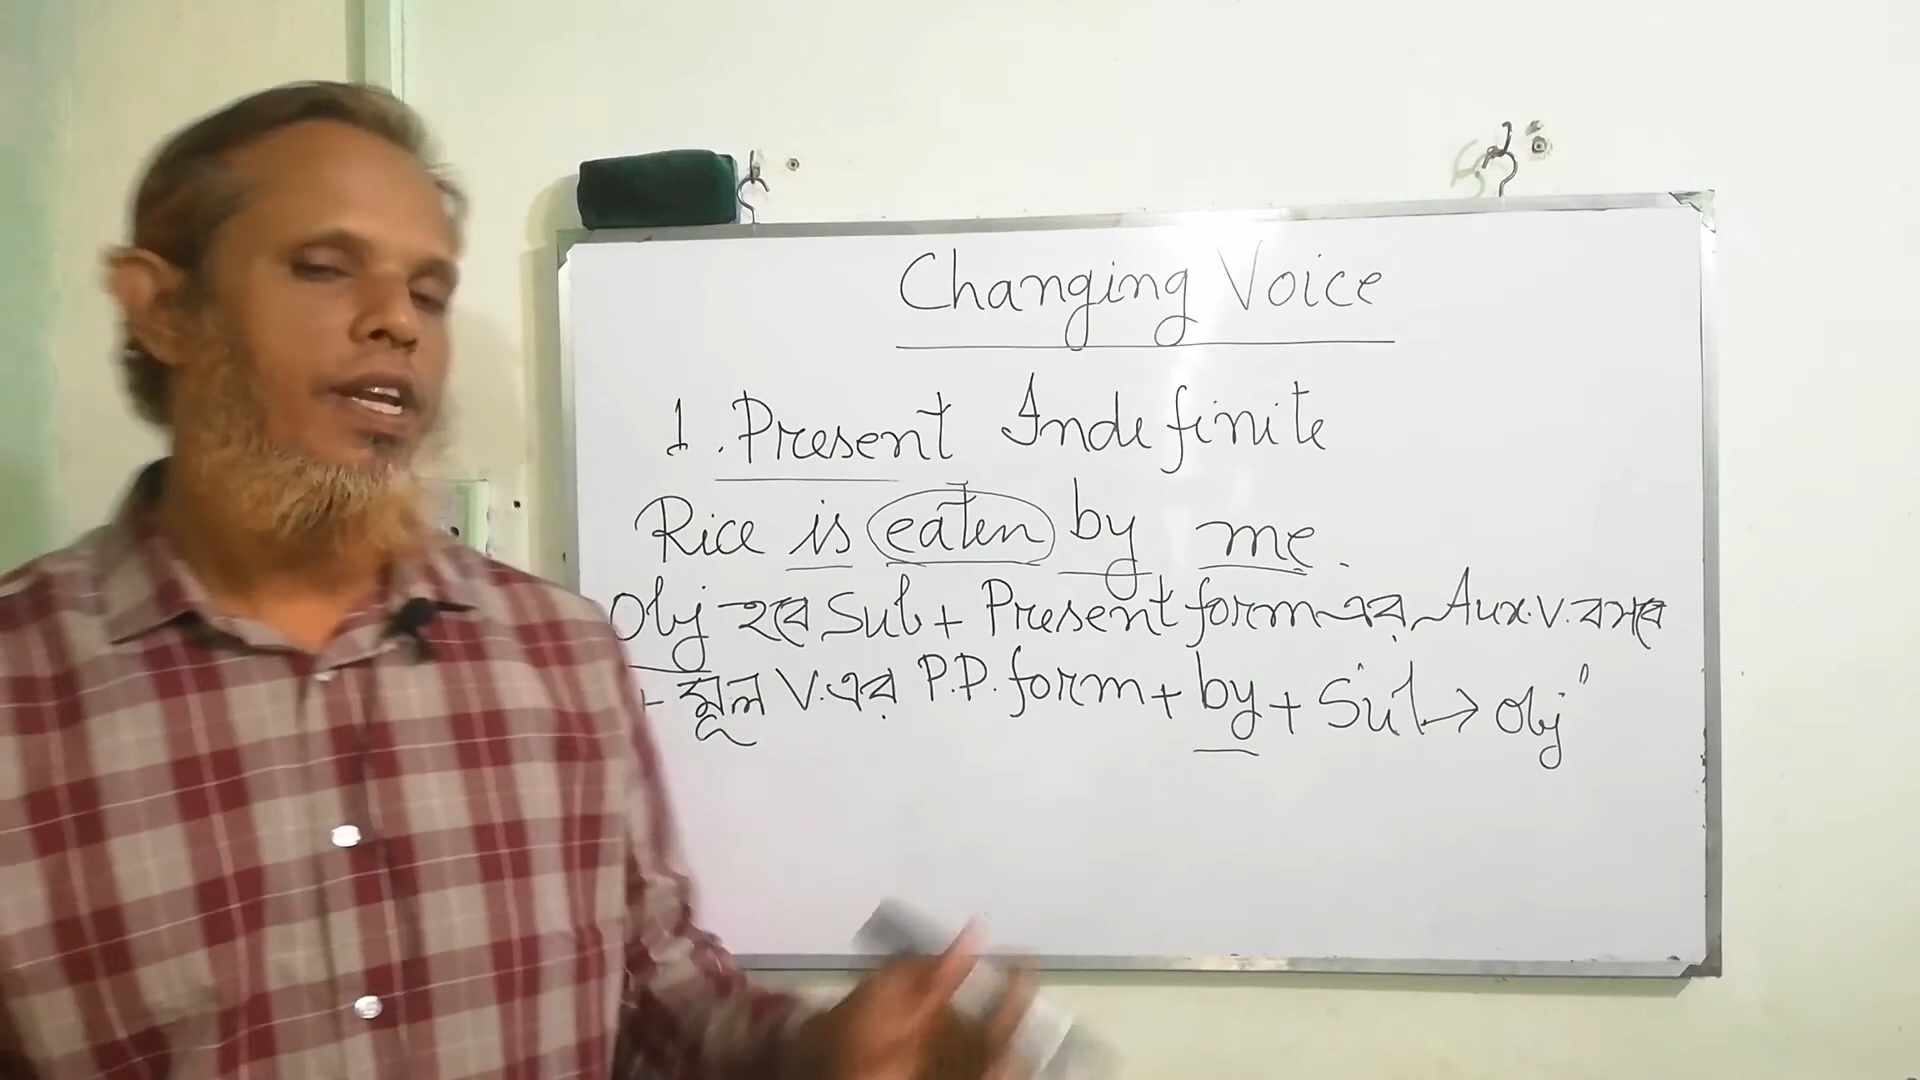 Changing Voice
1. Present Indefinite
Rice is eaten by me.
Obj হবে Sub + Present form এর Aux. V. বসবে
+ মূল V. এর P.P. form + by + Sub → Obj